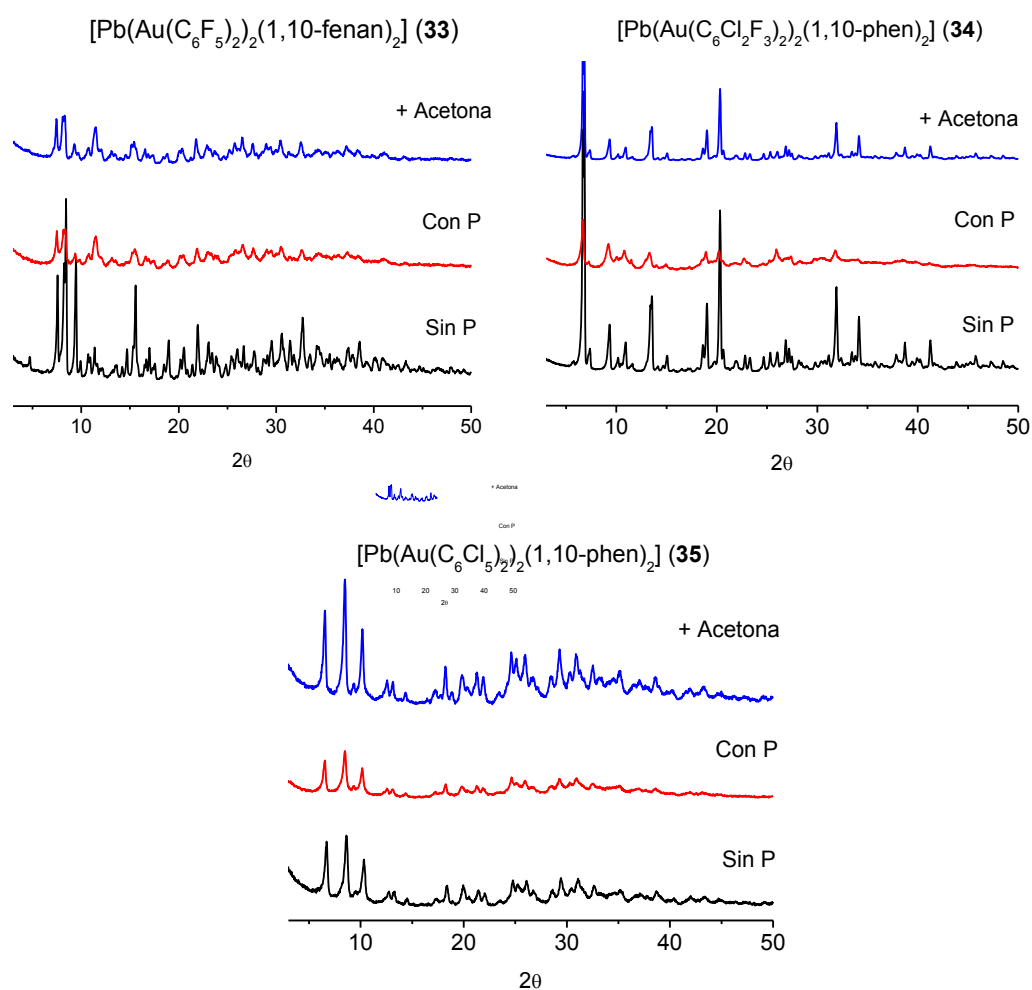 [Pb(Au(C₆F₅)₂)₂(1,10-fenan)₂] (33)
+ Acetona
Con P
Sin P
10 20 30 40 50
2θ
[Pb(Au(C₆Cl₂F₃)₂)₂(1,10-phen)₂] (34)
+ Acetona
Con P
Sin P
10 20 30 40 50
2θ
+ Acetona
Con P
10 20 30 40 50
2θ
[Pb(Au(C₆Cl₅)₂)₂(1,10-phen)₂] (35)
+ Acetona
Con P
Sin P
10 20 30 40 50
2θ